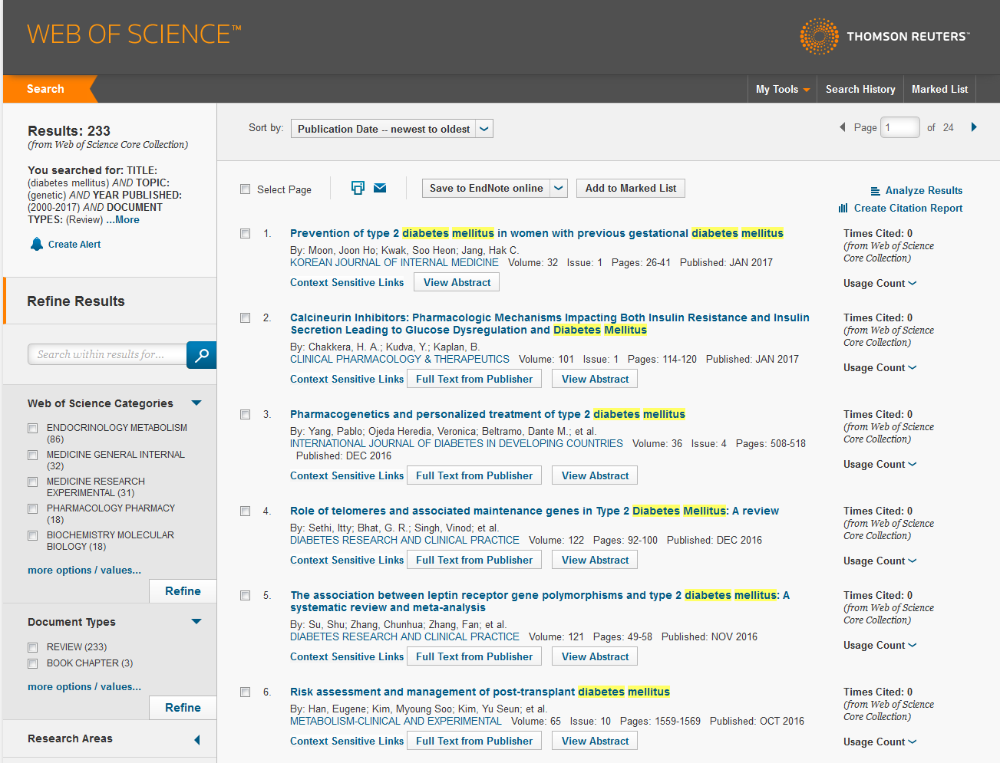 WEB OF SCIENCE™
THOMSON REUTERS™
Search
My Tools
Search History
Marked List
Results: 233
(from Web of Science Core Collection)
You searched for: TITLE:
(diabetes mellitus) AND TOPIC:
(genetic) AND YEAR PUBLISHED:
(2000-2017) AND DOCUMENT
TYPES: (Review) ...More
Create Alert
Refine Results
Search within results for...
Web of Science Categories
ENDOCRINOLOGY METABOLISM
(86)
MEDICINE GENERAL INTERNAL
(32)
MEDICINE RESEARCH
EXPERIMENTAL (31)
PHARMACOLOGY PHARMACY
(18)
BIOCHEMISTRY MOLECULAR
BIOLOGY (18)
more options / values...
Refine
Document Types
REVIEW (233)
BOOK CHAPTER (3)
more options / values...
Refine
Research Areas
Sort by: Publication Date -- newest to oldest
Page 1 of 24
Select Page
Save to EndNote online
Add to Marked List
Analyze Results
Create Citation Report
1. Prevention of type 2 diabetes mellitus in women with previous gestational diabetes mellitus
By: Moon, Joon Ho; Kwak, Soo Heon; Jang, Hak C.
KOREAN JOURNAL OF INTERNAL MEDICINE Volume: 32 Issue: 1 Pages: 26-41 Published: JAN 2017
Context Sensitive Links View Abstract
Times Cited: 0
(from Web of Science
Core Collection)
Usage Count
2. Calcineurin Inhibitors: Pharmacologic Mechanisms Impacting Both Insulin Resistance and Insulin
Secretion Leading to Glucose Dysregulation and Diabetes Mellitus
By: Chakkera, H. A.; Kudva, Y.; Kaplan, B.
CLINICAL PHARMACOLOGY & THERAPEUTICS Volume: 101 Issue: 1 Pages: 114-120 Published: JAN 2017
Context Sensitive Links Full Text from Publisher View Abstract
Times Cited: 0
(from Web of Science
Core Collection)
Usage Count
3. Pharmacogenetics and personalized treatment of type 2 diabetes mellitus
By: Yang, Pablo; Ojeda Heredia, Veronica; Beltramo, Dante M.; et al.
INTERNATIONAL JOURNAL OF DIABETES IN DEVELOPING COUNTRIES Volume: 36 Issue: 4 Pages: 508-518
Published: DEC 2016
Context Sensitive Links Full Text from Publisher View Abstract
Times Cited: 0
(from Web of Science
Core Collection)
Usage Count
4. Role of telomeres and associated maintenance genes in Type 2 Diabetes Mellitus: A review
By: Sethi, Itty; Bhat, G. R.; Singh, Vinod; et al.
DIABETES RESEARCH AND CLINICAL PRACTICE Volume: 122 Pages: 92-100 Published: DEC 2016
Context Sensitive Links Full Text from Publisher View Abstract
Times Cited: 0
(from Web of Science
Core Collection)
Usage Count
5. The association between leptin receptor gene polymorphisms and type 2 diabetes mellitus: A
systematic review and meta-analysis
By: Su, Shu; Zhang, Chunhua; Zhang, Fan; et al.
DIABETES RESEARCH AND CLINICAL PRACTICE Volume: 121 Pages: 49-58 Published: NOV 2016
Context Sensitive Links Full Text from Publisher View Abstract
Times Cited: 0
(from Web of Science
Core Collection)
Usage Count
6. Risk assessment and management of post-transplant diabetes mellitus
By: Han, Eugene; Kim, Myoung Soo; Kim, Yu Seun; et al.
METABOLISM-CLINICAL AND EXPERIMENTAL Volume: 65 Issue: 10 Pages: 1559-1569 Published: OCT 2016
Context Sensitive Links Full Text from Publisher View Abstract
Times Cited: 0
(from Web of Science
Core Collection)
Usage Count